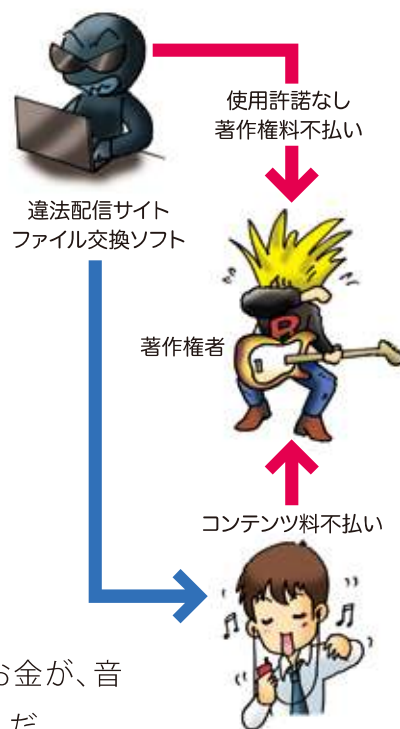 使用許諾なし
著作権料不払い
違法配信サイト
ファイル交換ソフト
著作権者
コンテンツ料不払い
お金が、音
だ